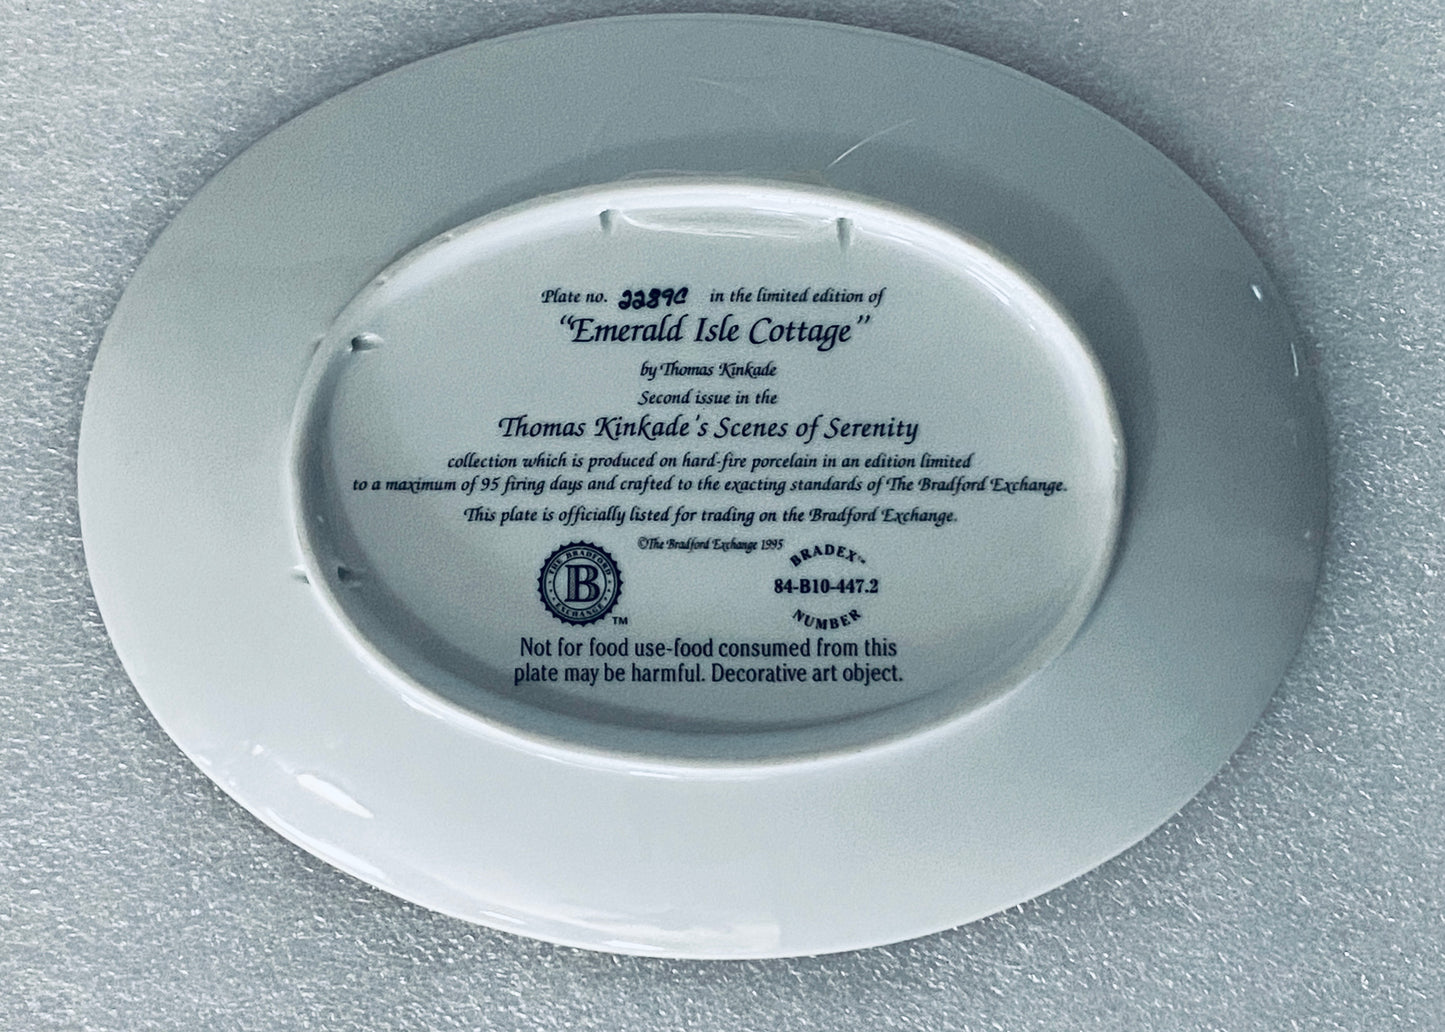 Plate no. 2289C in the limited edition of
"Emerald Isle Cottage"
by Thomas Kinkade
Second issue in the
Thomas Kinkade's Scenes of Serenity
collection which is produced on hard-fire porcelain in an edition limited
to a maximum of 95 firing days and crafted to the exacting standards of The Bradford Exchange.
This plate is officially listed for trading on the Bradford Exchange.
©The Bradford Exchange 1995
THE BRADFORD
B
EXCHANGE
TM
BRADEX™
84-B10-447.2
NUMBER
Not for food use-food consumed from this
plate may be harmful. Decorative art object.